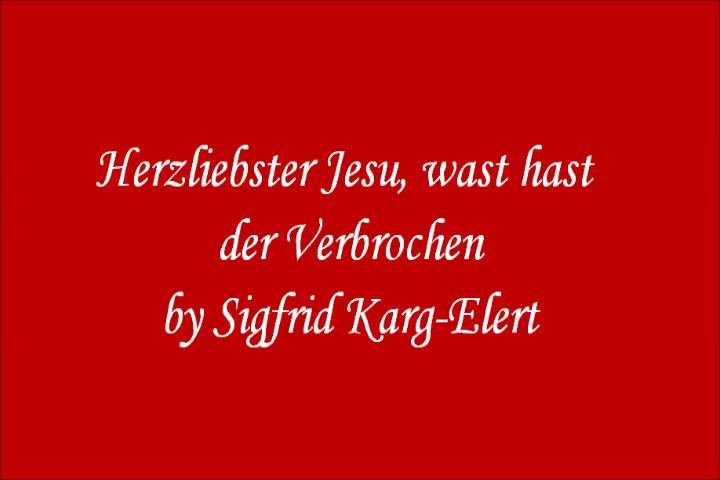 Herzliebster Jesu, wast hast
der Verbrochen
by Sigfrid Karg-Elert